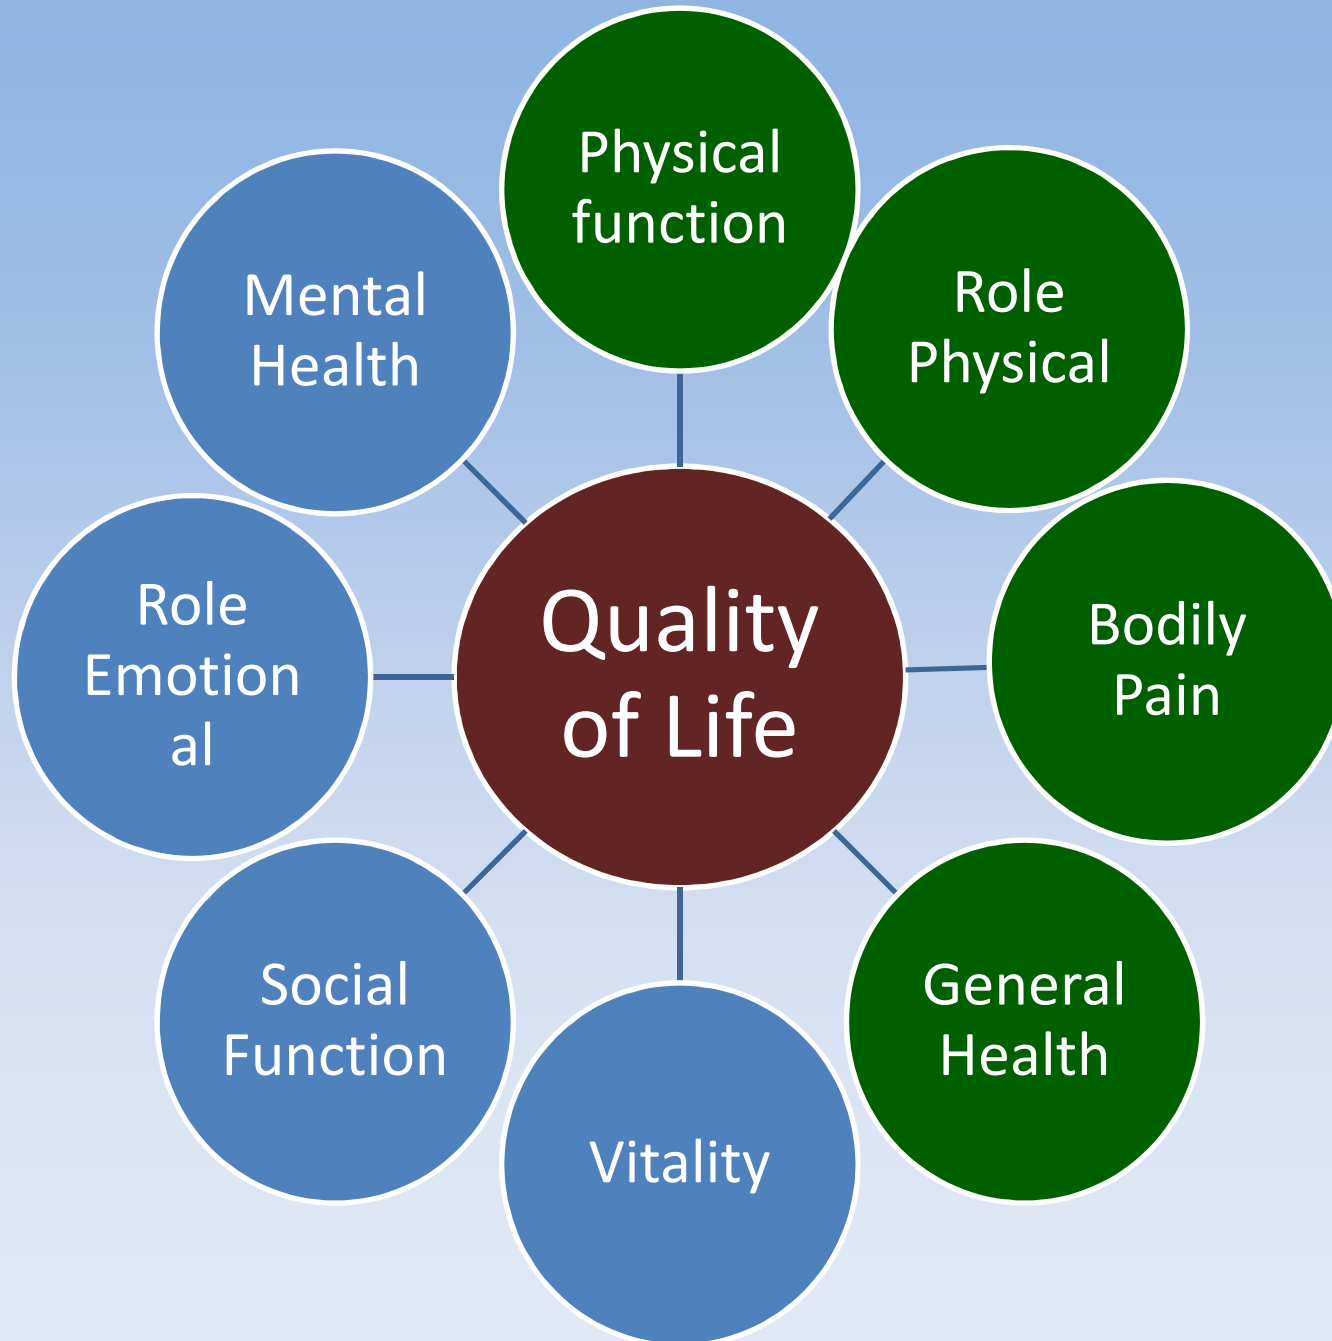 Physical
function
Role
Physical
Bodily
Pain
General
Health
Vitality
Social
Function
Role
Emotion
al
Mental
Health
Quality
of Life